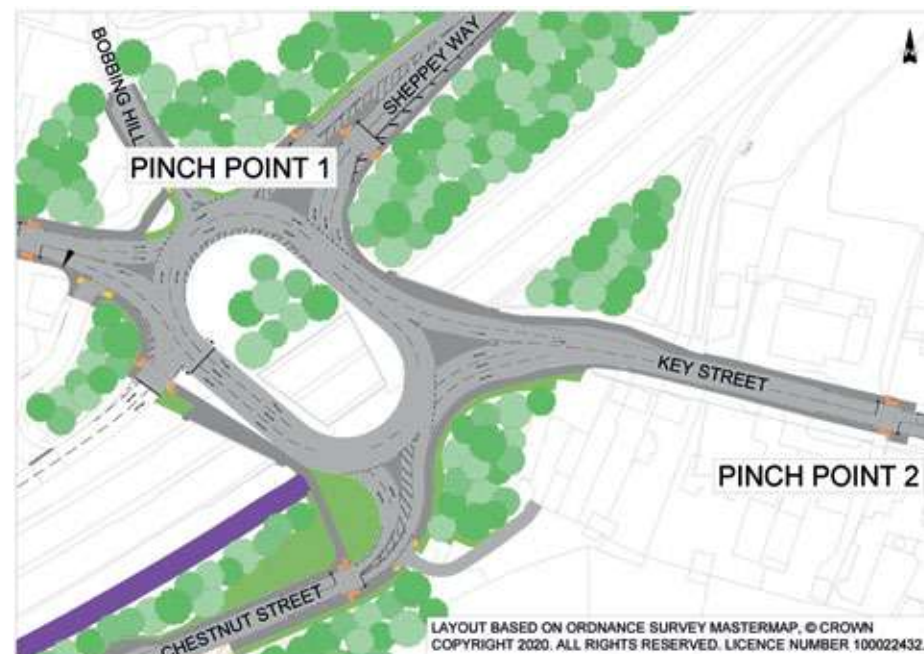 BOBBING HILL
SHEPPEY WAY
PINCH POINT 1
KEY STREET
PINCH POINT 2
CHESTNUT STREET
LAYOUT BASED ON ORDNANCE SURVEY MASTERMAP, © CROWN
COPYRIGHT 2020. ALL RIGHTS RESERVED. LICENCE NUMBER 100022432